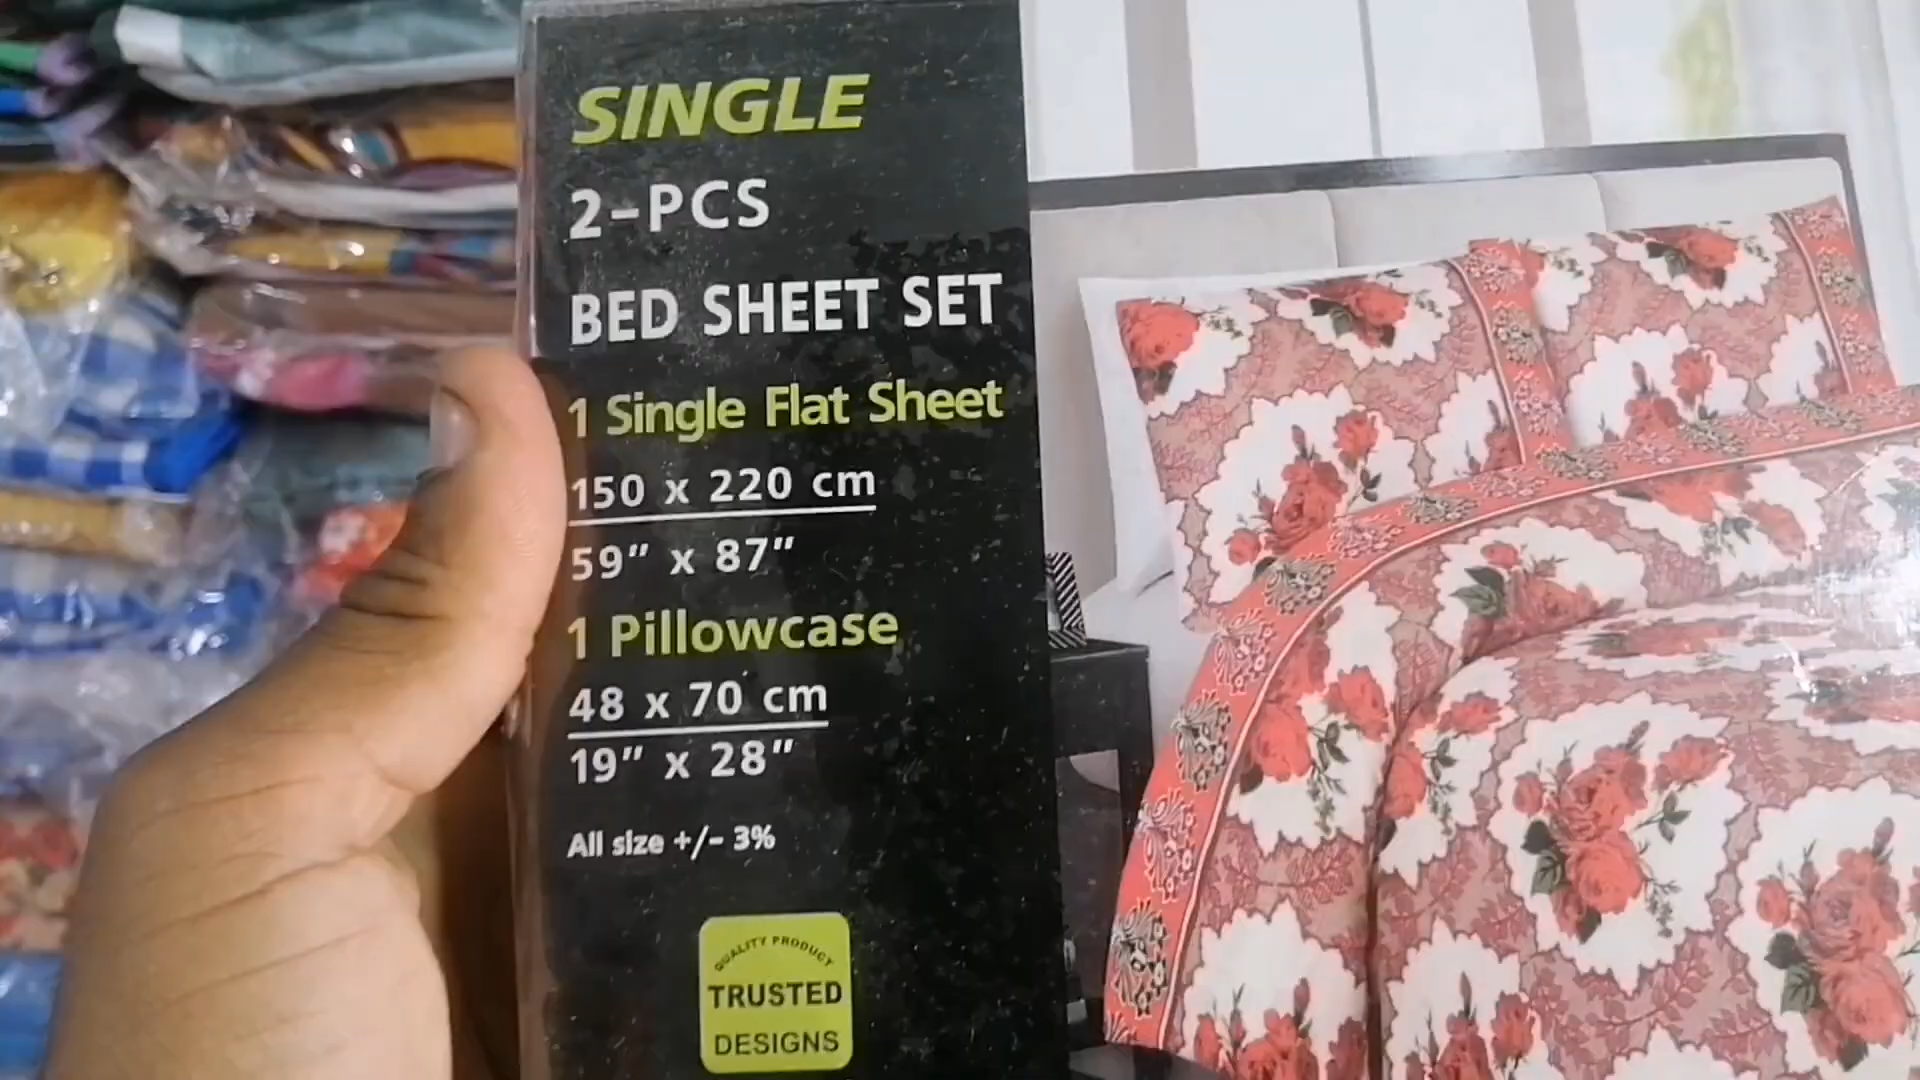 SINGLE
2-PCS
BED SHEET SET
1 Single Flat Sheet
150 x 220 cm
59” x 87”
1 Pillowcase
48 x 70 cm
19” x 28”
All size +/- 3%
QUALITY PRODUCT
TRUSTED
DESIGNS